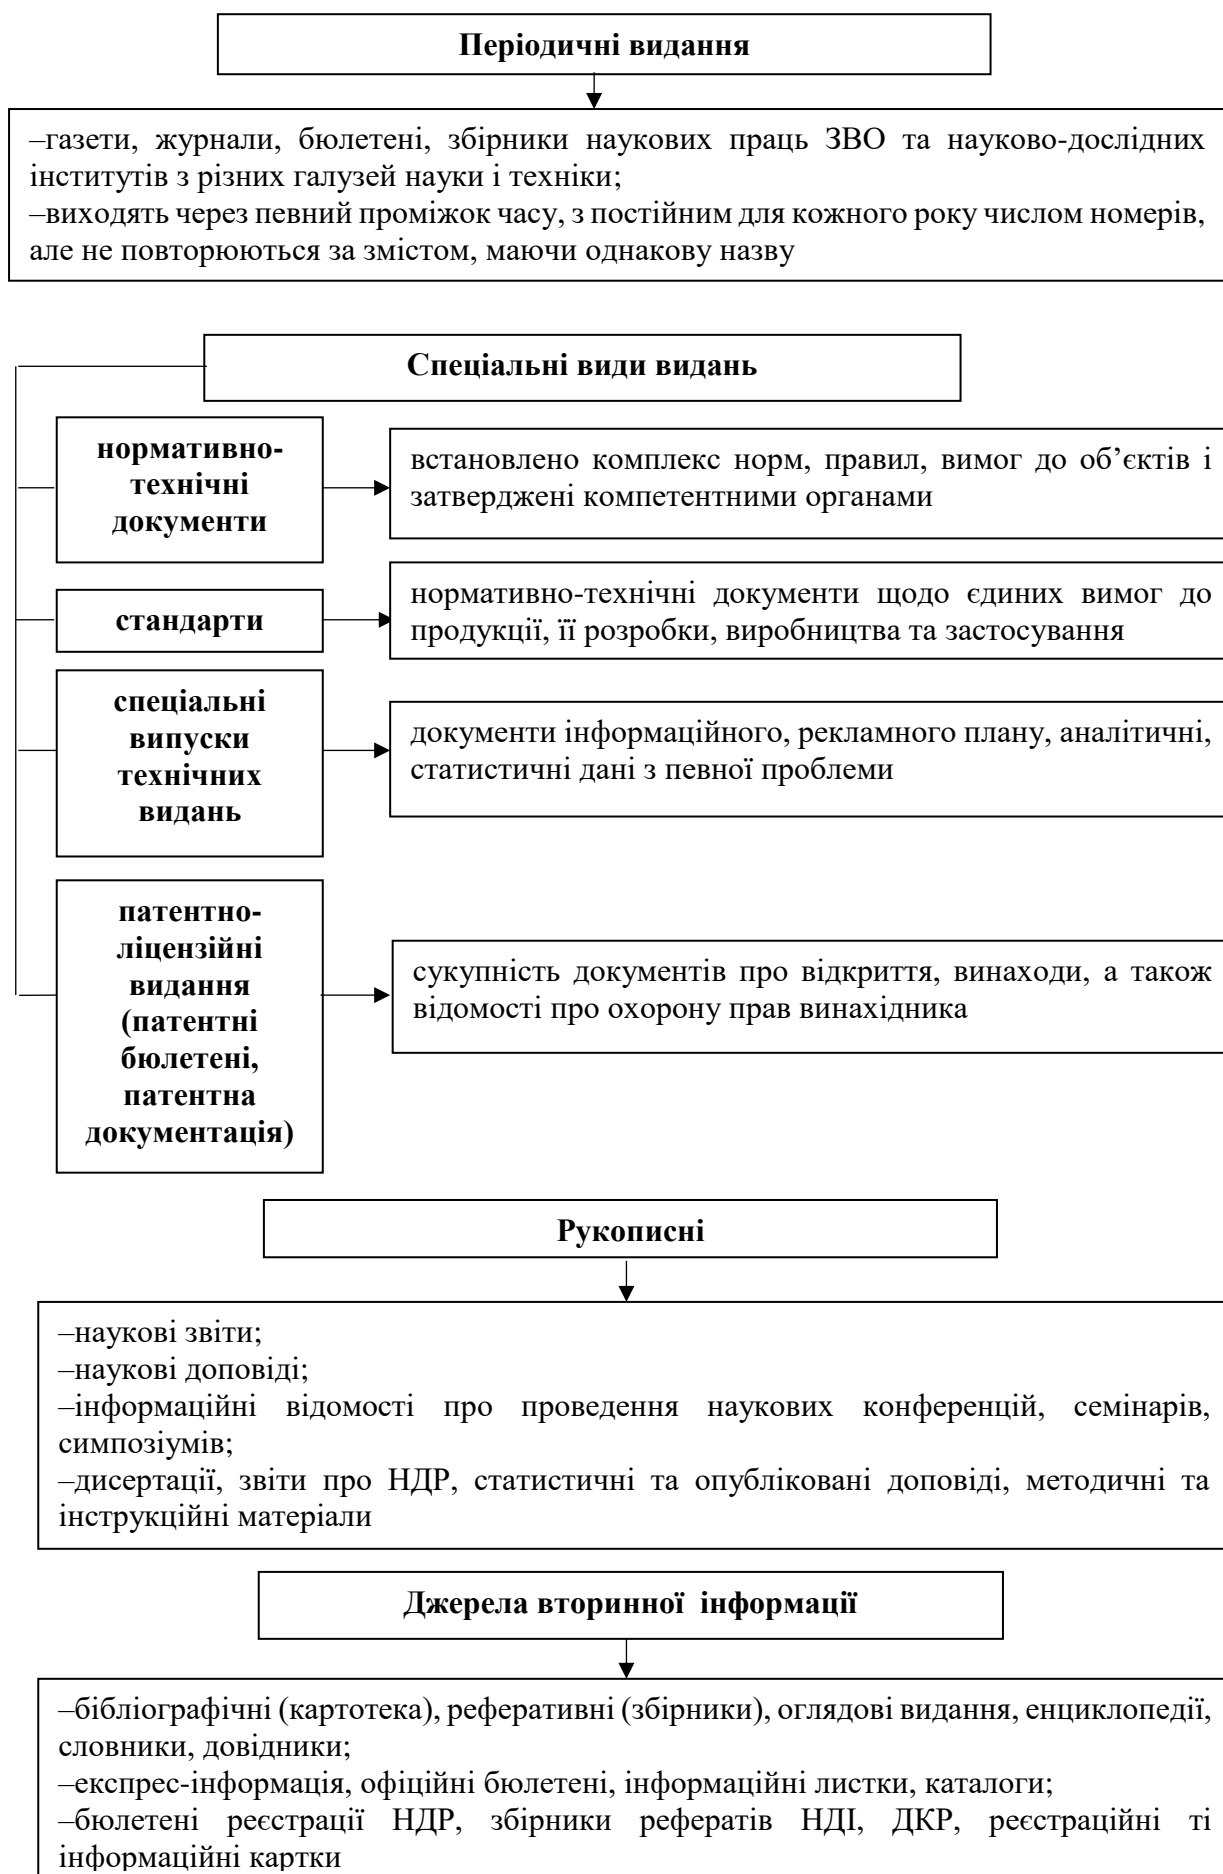 Періодичні видання
–газети, журнали, бюлетені, збірники наукових праць ЗВО та науково-дослідних
інститутів з різних галузей науки і техніки;
–виходять через певний проміжок часу, з постійним для кожного року числом номерів,
але не повторюються за змістом, маючи однакову назву
Спеціальні види видань
нормативно-
технічні
документи
встановлено комплекс норм, правил, вимог до об’єктів і
затверджені компетентними органами
стандарти
нормативно-технічні документи щодо єдиних вимог до
продукції, її розробки, виробництва та застосування
спеціальні
випуски
технічних
видань
документи інформаційного, рекламного плану, аналітичні,
статистичні дані з певної проблеми
патентно-
ліцензійні
видання
(патентні
бюлетені,
патентна
документація)
сукупність документів про відкриття, винаходи, а також
відомості про охорону прав винахідника
Рукописні
–наукові звіти;
–наукові доповіді;
–інформаційні відомості про проведення наукових конференцій, семінарів,
симпозіумів;
–дисертації, звіти про НДР, статистичні та опубліковані доповіді, методичні та
інструкційні матеріали
Джерела вторинної інформації
–бібліографічні (картотека), реферативні (збірники), оглядові видання, енциклопедії,
словники, довідники;
–експрес-інформація, офіційні бюлетені, інформаційні листки, каталоги;
–бюлетені реєстрації НДР, збірники рефератів НДІ, ДКР, реєстраційні ті
інформаційні картки